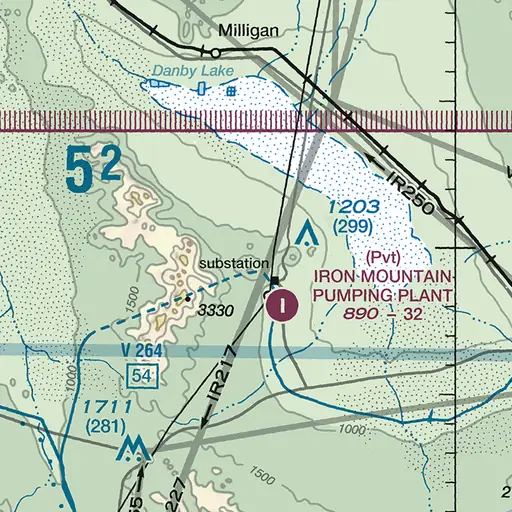 Milligan
Danby Lake
5²
IR250
1203
(299)
(Pvt)
IRON MOUNTAIN
PUMPING PLANT
890 – 32
substation
I
1500
3330
V 264
54
1000
IR217
1711
(281)
1000
1500
227